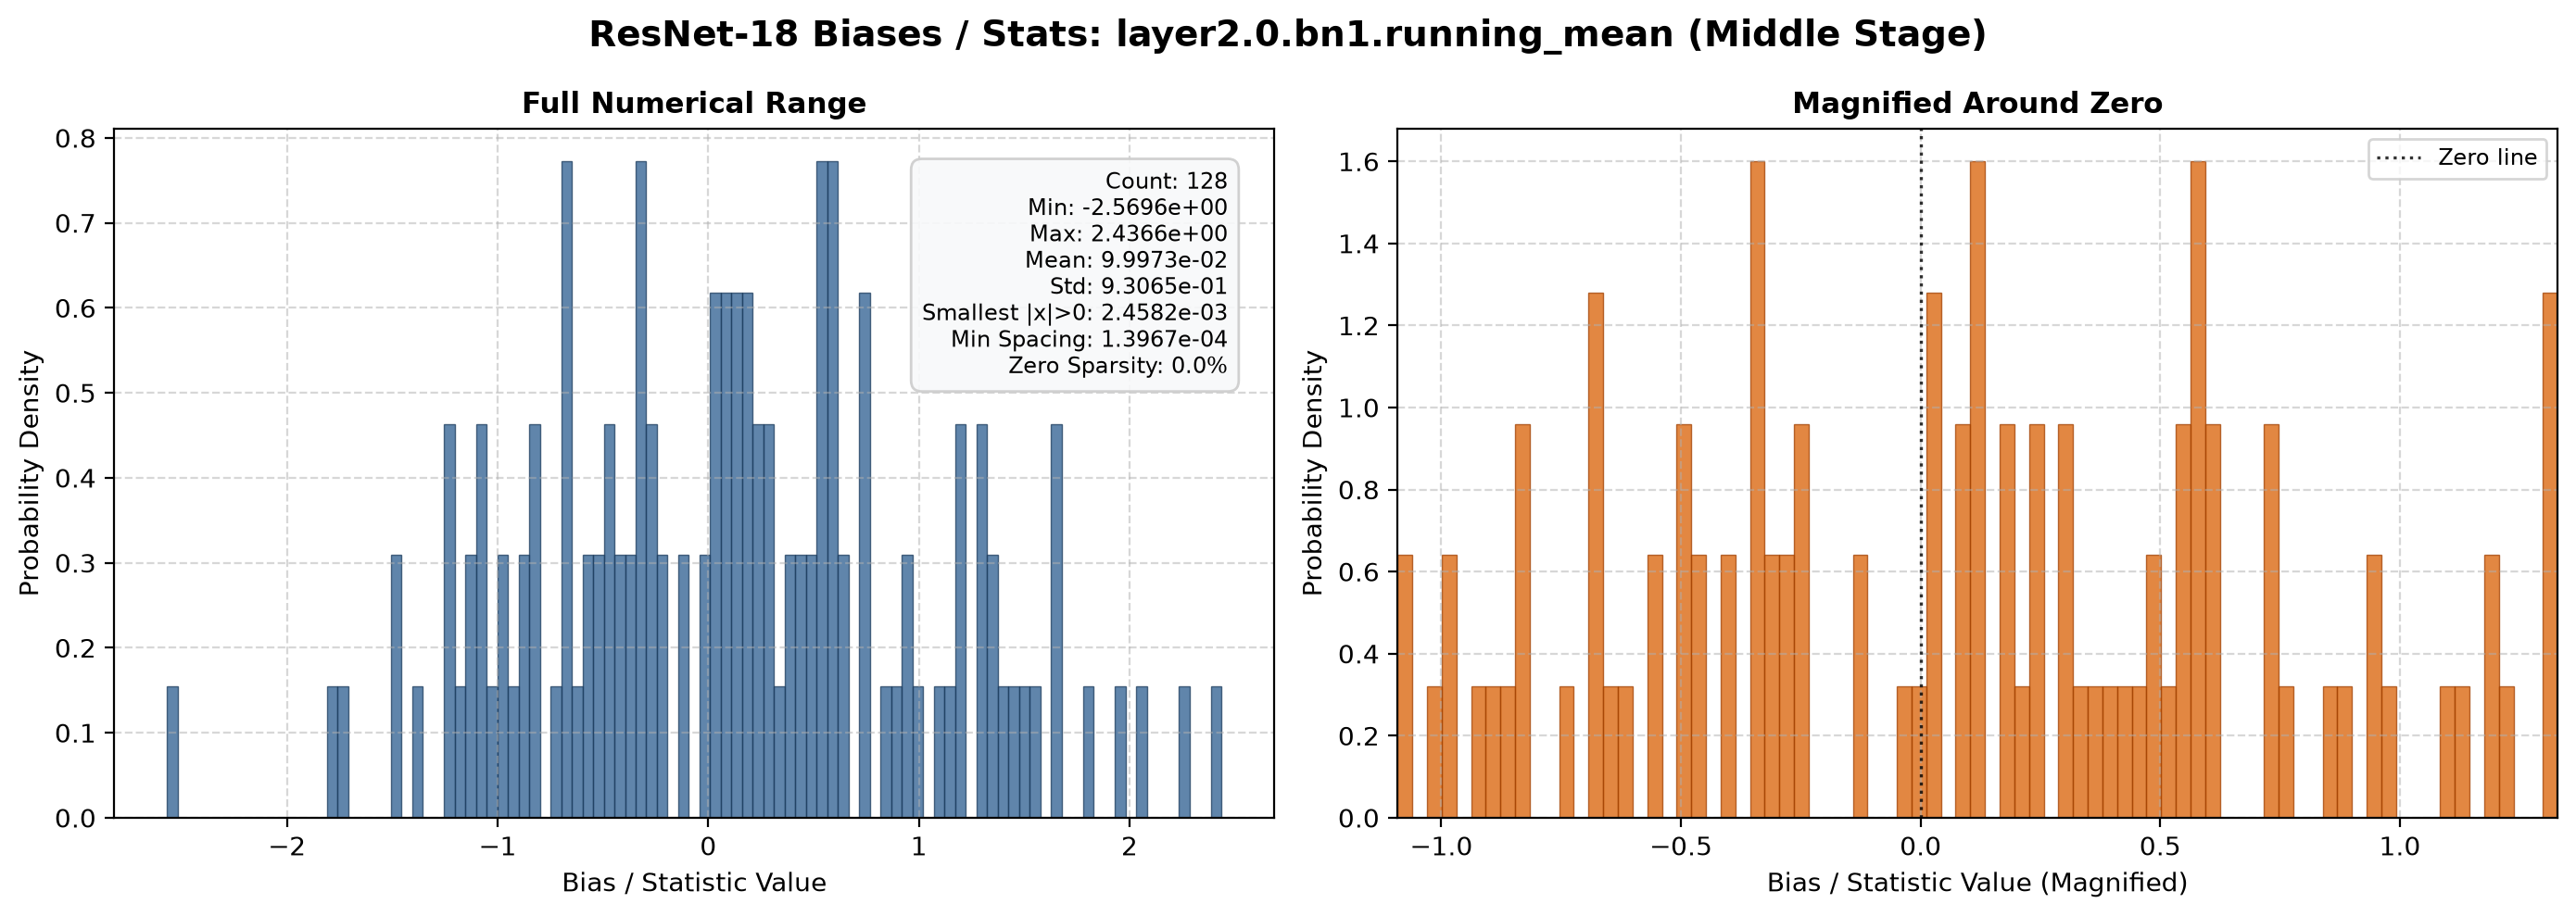 ResNet-18 Biases / Stats: layer2.0.bn1.running_mean (Middle Stage)
Full Numerical Range
0.8
0.7
0.6
0.5
0.4
0.3
0.2
0.1
0.0
Probability Density
Count: 128
Min: -2.5696e+00
Max: 2.4366e+00
Mean: 9.9973e-02
Std: 9.3065e-01
Smallest |x|>0: 2.4582e-03
Min Spacing: 1.3967e-04
Zero Sparsity: 0.0%
−2 −1 0 1 2
Bias / Statistic Value
Magnified Around Zero
1.6
1.4
1.2
1.0
0.8
0.6
0.4
0.2
0.0
Probability Density
Zero line
−1.0 −0.5 0.0 0.5 1.0
Bias / Statistic Value (Magnified)